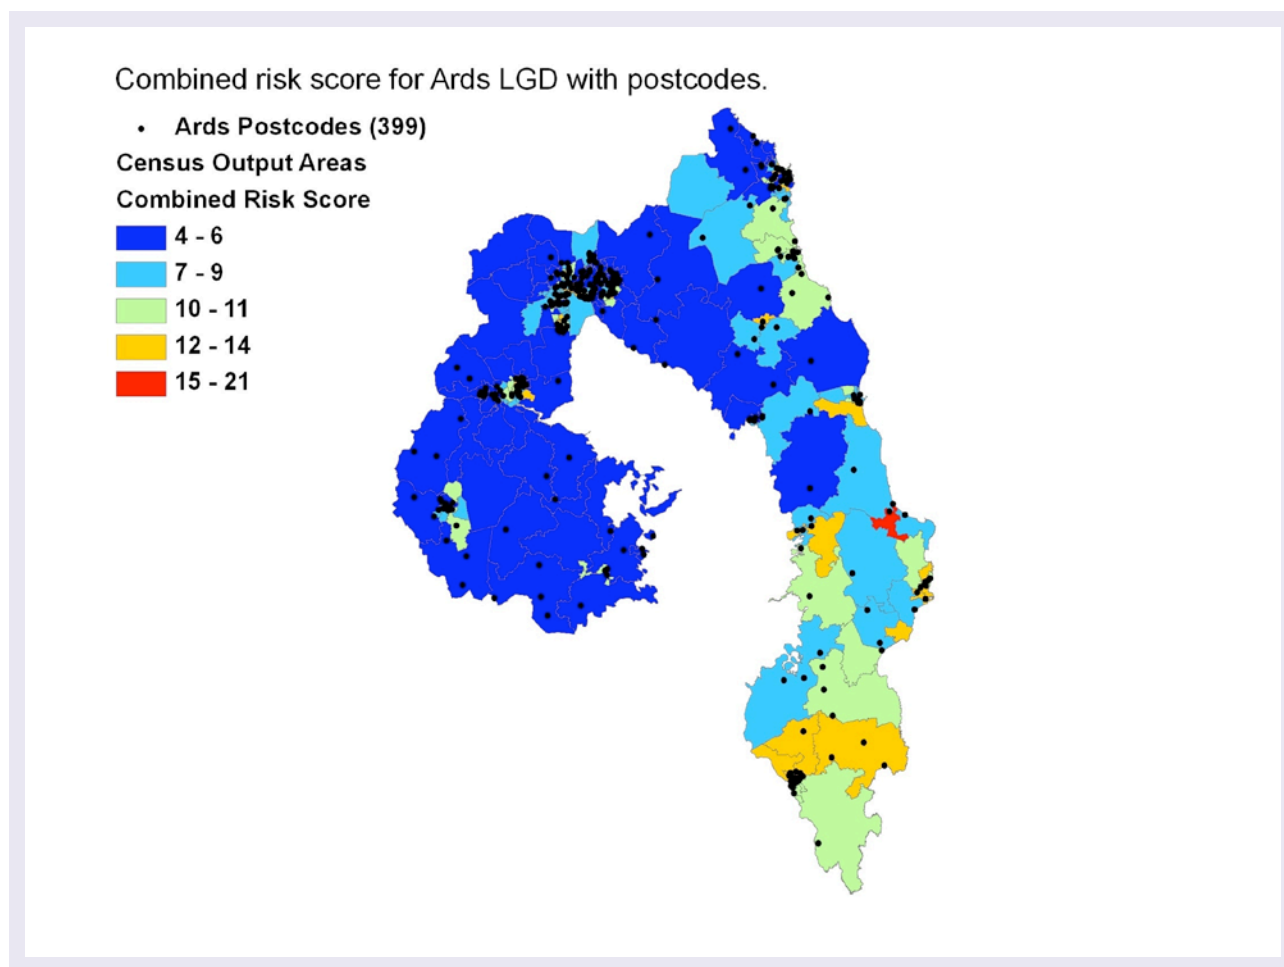 Combined risk score for Ards LGD with postcodes.
Ards Postcodes (399)
Census Output Areas
Combined Risk Score
4 - 6
7 - 9
10 - 11
12 - 14
15 - 21